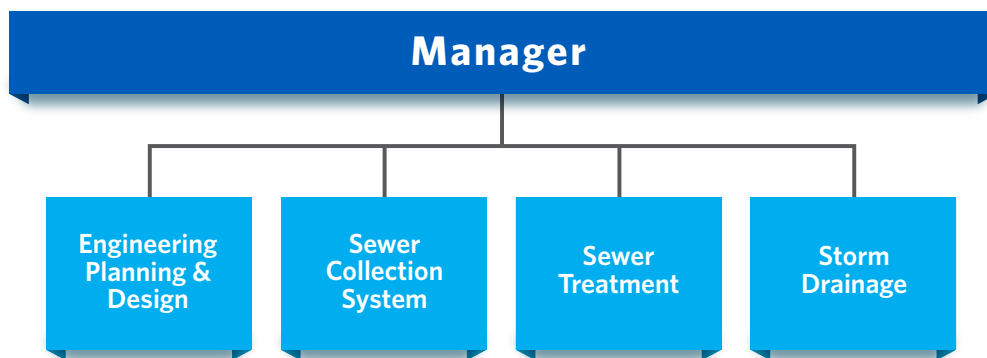 Manager
Engineering
Planning &
Design
Sewer
Collection
System
Sewer
Treatment
Storm
Drainage